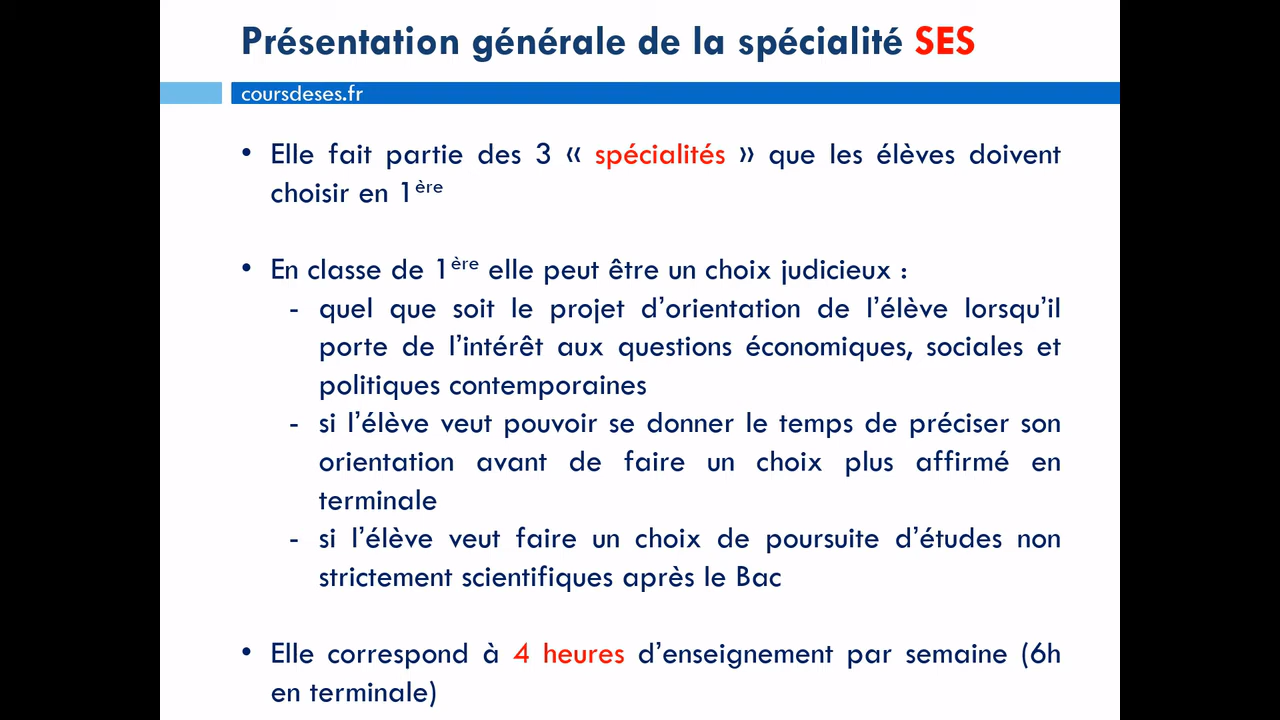 Présentation générale de la spécialité SES
coursdeses.fr
• Elle fait partie des 3 « spécialités » que les élèves doivent
choisir en 1ère
• En classe de 1ère elle peut être un choix judicieux :
- quel que soit le projet d’orientation de l’élève lorsqu’il
porte de l’intérêt aux questions économiques, sociales et
politiques contemporaines
- si l’élève veut pouvoir se donner le temps de préciser son
orientation avant de faire un choix plus affirmé en
terminale
- si l’élève veut faire un choix de poursuite d’études non
strictement scientifiques après le Bac
• Elle correspond à 4 heures d’enseignement par semaine (6h
en terminale)